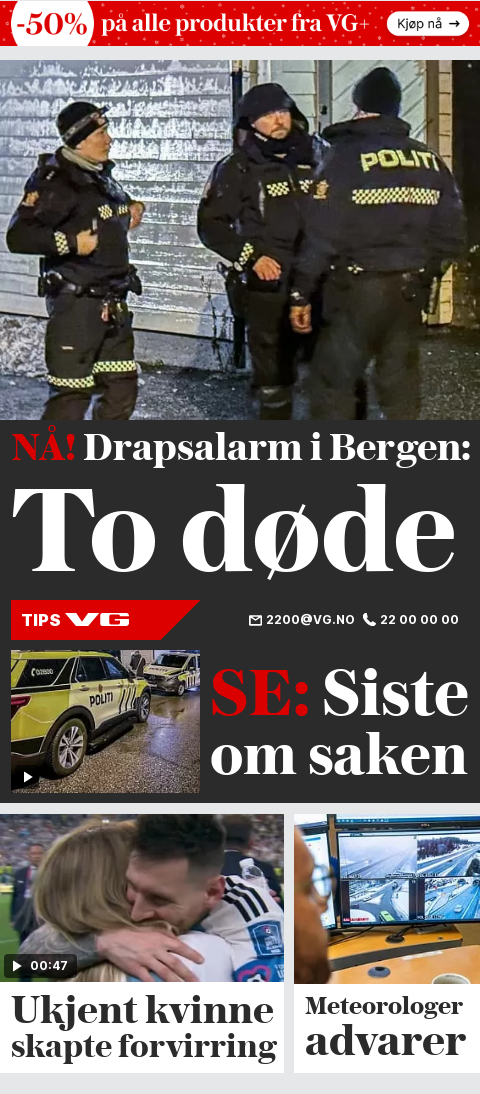 -50% på alle produkter fra VG+
Kjøp nå →
POLITI
NÅ! Drapsalarm i Bergen:
To døde
TIPS VG
2200@VG.NO 22 00 00 00
POLITI
POLITI
SE: Siste
om saken
00:47
Ukjent kvinne
skapte forvirring
Meteorologer
advarer